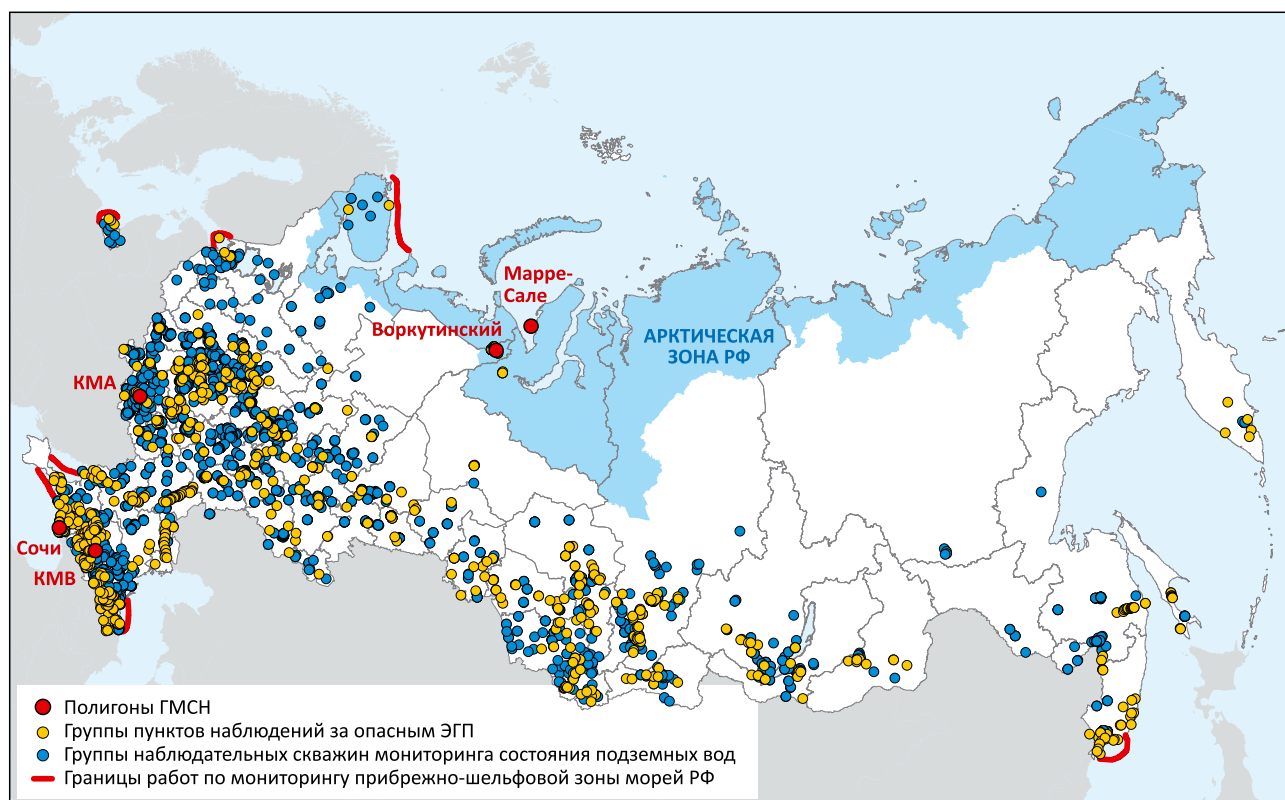 Марре-
Сале
Воркутинский
АРКТИЧЕСКАЯ
ЗОНА РФ
КМА
Сочи
КМВ
Полигоны ГМСН
Группы пунктов наблюдений за опасным ЭГП
Группы наблюдательных скважин мониторинга состояния подземных вод
Границы работ по мониторингу прибрежно-шельфовой зоны морей РФ